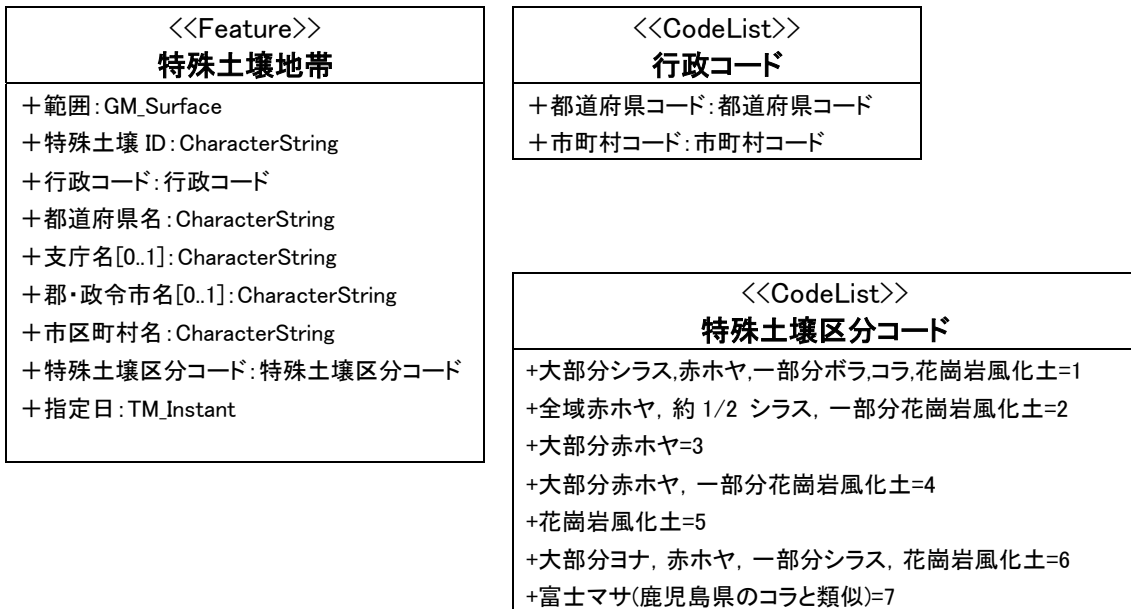 <<Feature>>
特殊土壌地帯
＋範囲：GM_Surface
＋特殊土壌 ID：CharacterString
＋行政コード：行政コード
＋都道府県名：CharacterString
＋支庁名[0..1]：CharacterString
＋郡・政令市名[0..1]：CharacterString
＋市区町村名：CharacterString
＋特殊土壌区分コード：特殊土壌区分コード
＋指定日：TM_Instant
<<CodeList>>
行政コード
＋都道府県コード：都道府県コード
＋市町村コード：市町村コード
<<CodeList>>
特殊土壌区分コード
+大部分シラス,赤ホヤ,一部分ボラ,コラ,花崗岩風化土=1
+全域赤ホヤ, 約 1/2 シラス, 一部分花崗岩風化土=2
+大部分赤ホヤ=3
+大部分赤ホヤ, 一部分花崗岩風化土=4
+花崗岩風化土=5
+大部分ヨナ, 赤ホヤ, 一部分シラス, 花崗岩風化土=6
+富士マサ(鹿児島県のコラと類似)=7